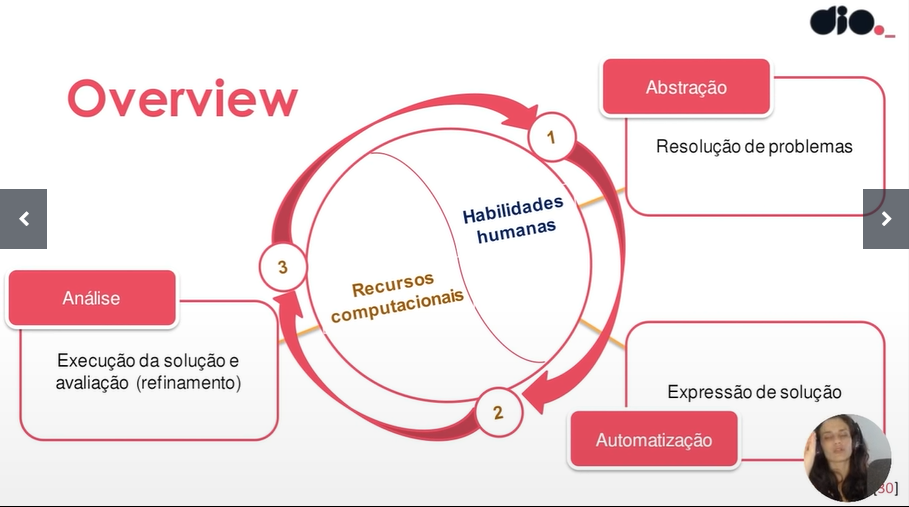 dio._
Overview
1
Abstração
Resolução de problemas
Habilidades
humanas
3
Recursos
computacionais
Análise
Execução da solução e
avaliação (refinamento)
2
Expressão de solução
Automatização
30]